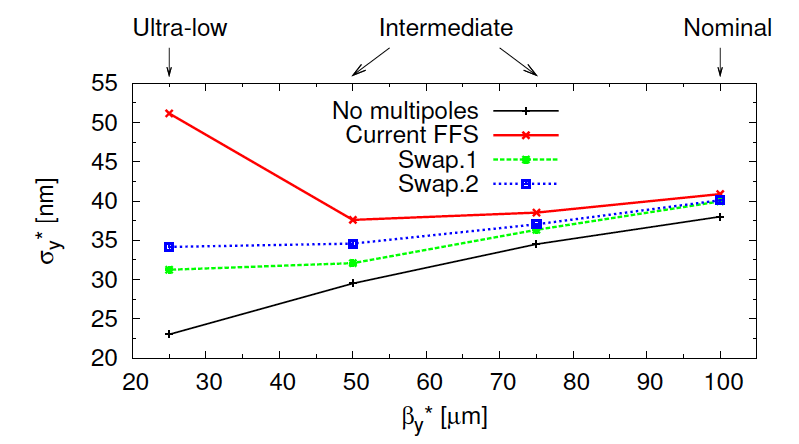 Ultra-low Intermediate Nominal
55
50
45
40
35
30
25
20
σy* [nm]
No multipoles
Current FFS
Swap.1
Swap.2
20 30 40 50 60 70 80 90 100
βy* [μm]